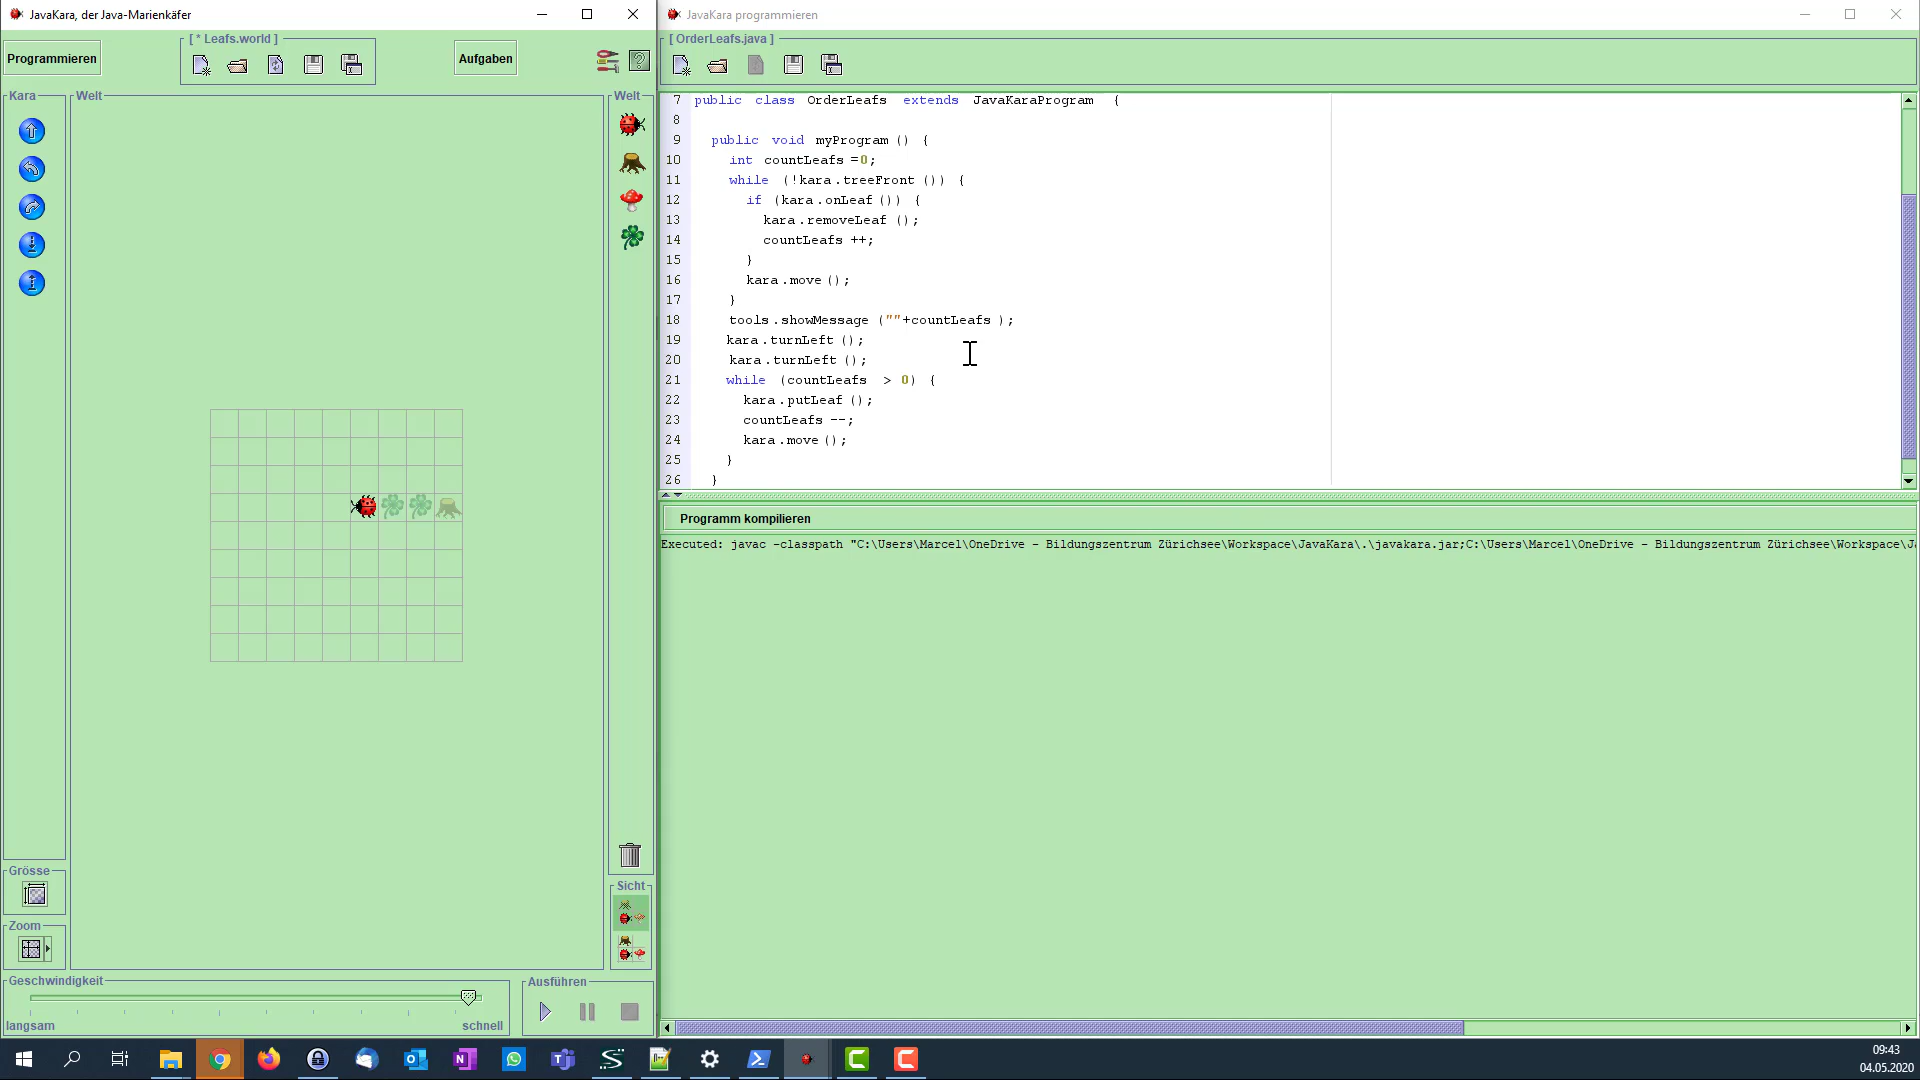 JavaKara, der Java-Marienkäfer
Programmieren
[ * Leafs.world ]
Aufgaben
Kara
Welt
Welt
Grösse
Zoom
Sicht
Geschwindigkeit
langsam
schnell
Ausführen
JavaKara programmieren
[ OrderLeafs.java ]
7 public class OrderLeafs extends JavaKaraProgram {
8
9 public void myProgram () {
10 int countLeafs =0;
11 while (!kara.treeFront ()) {
12 if (kara.onLeaf ()) {
13 kara.removeLeaf ();
14 countLeafs ++;
15 }
16 kara.move ();
17 }
18 tools.showMessage (""+countLeafs );
19 kara.turnLeft ();
20 kara.turnLeft ();
21 while (countLeafs > 0) {
22 kara.putLeaf ();
23 countLeafs --;
24 kara.move ();
25 }
26 }
Programm kompilieren
Executed: javac -classpath "C:\Users\Marcel\OneDrive - Bildungszentrum Zürichsee\Workspace\JavaKara\.\javakara.jar;C:\Users\Marcel\OneDrive - Bildungszentrum Zürichsee\Workspace\J
09:43
04.05.2020